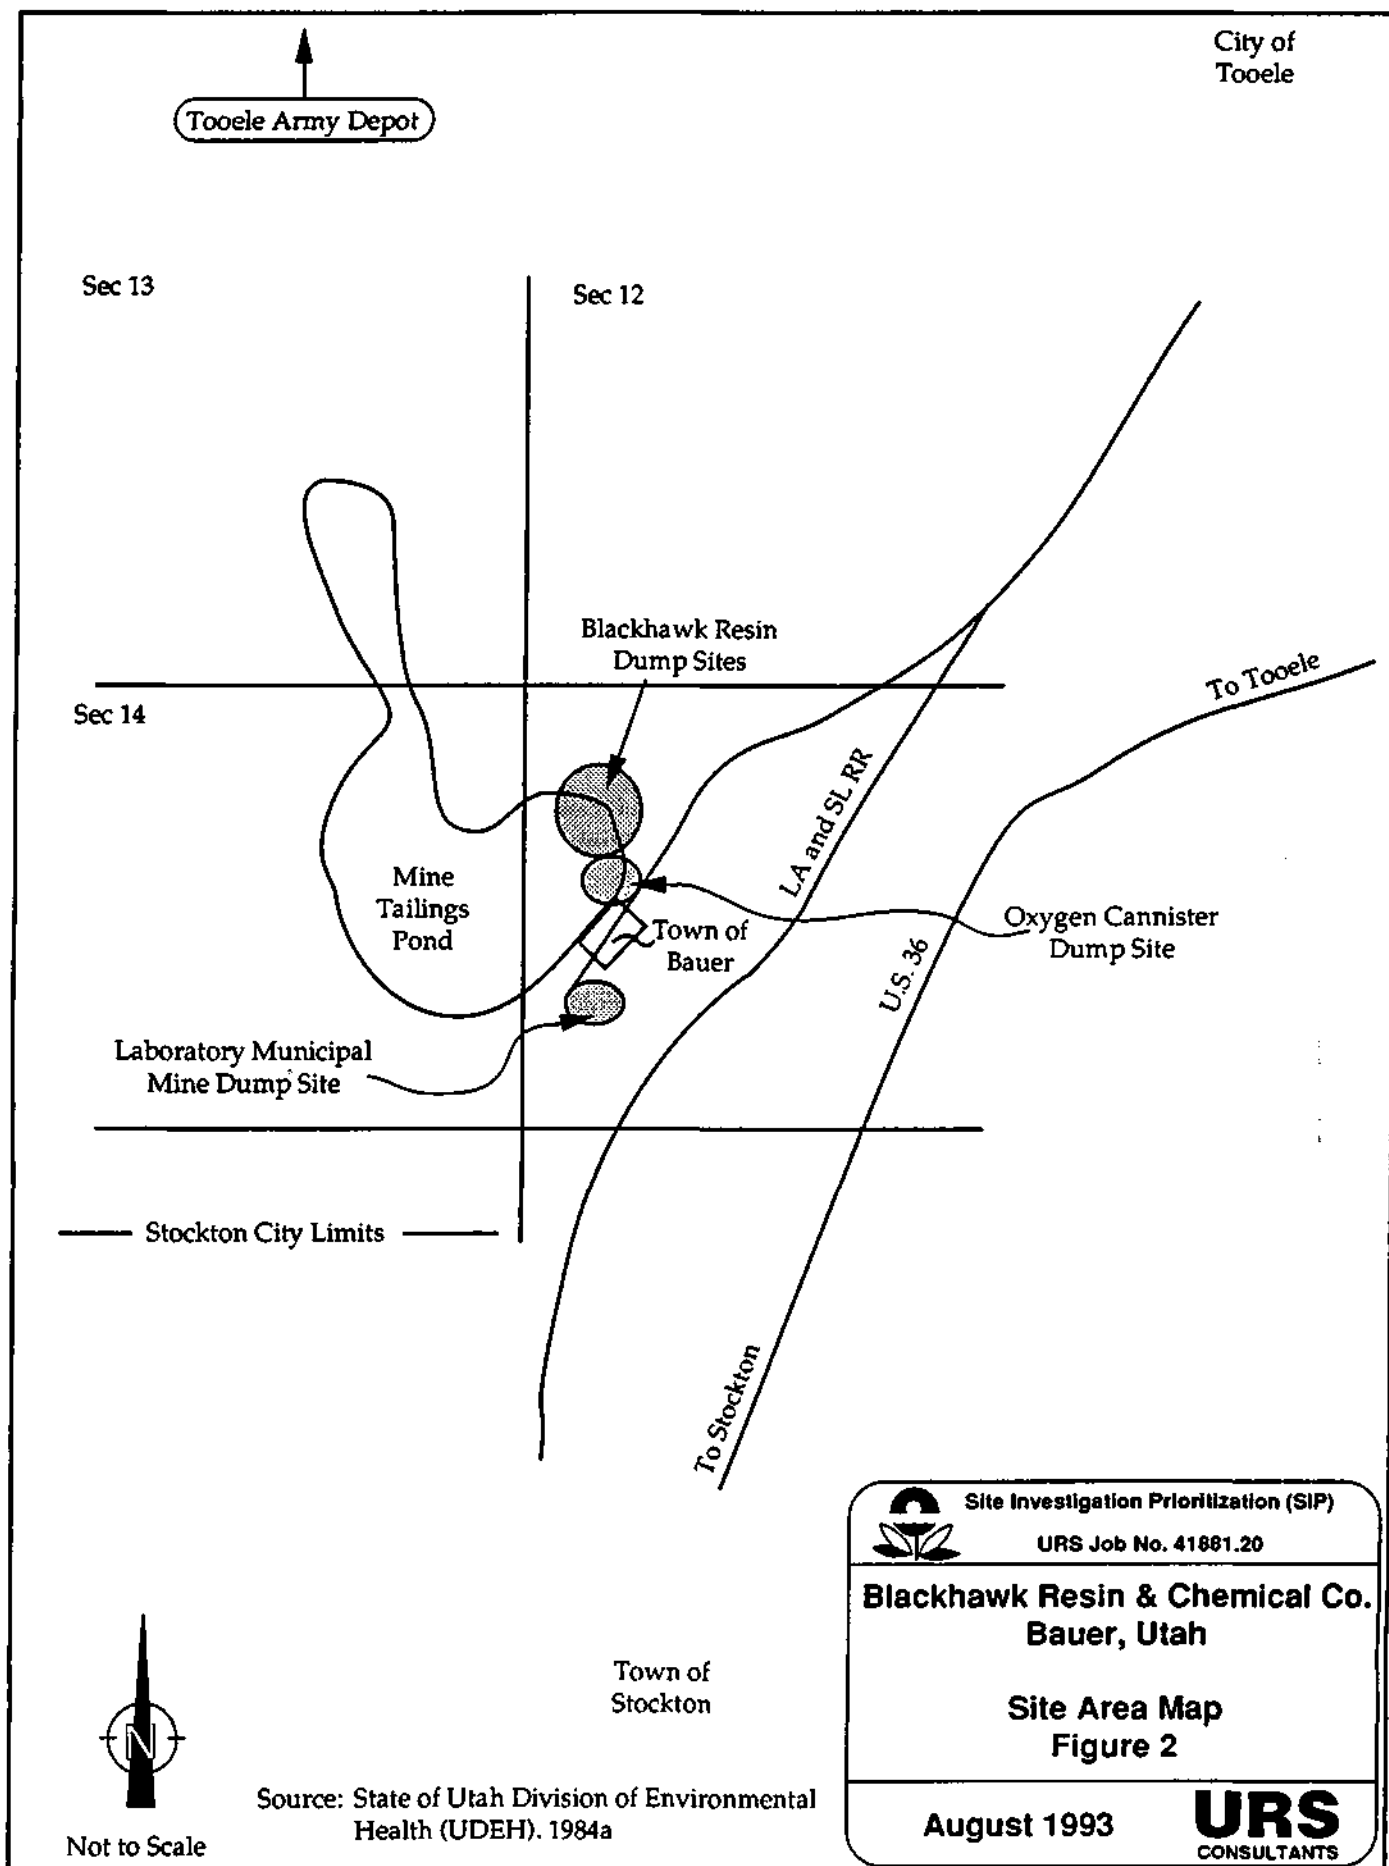 City of
Tooele
Tooele Army Depot
Sec 13
Sec 12
Blackhawk Resin
Dump Sites
To Tooele
Sec 14
LA and SL RR
Mine
Tailings
Pond
Oxygen Cannister
Dump Site
Town of
Bauer
U.S. 36
Laboratory Municipal
Mine Dump Site
Stockton City Limits
To Stockton
Site Investigation Prioritization (SIP)
URS Job No. 41881.20
Blackhawk Resin & Chemical Co.
Bauer, Utah
Site Area Map
Figure 2
August 1993
URS
CONSULTANTS
Town of
Stockton
N
Not to Scale
Source: State of Utah Division of Environmental
Health (UDEH). 1984a